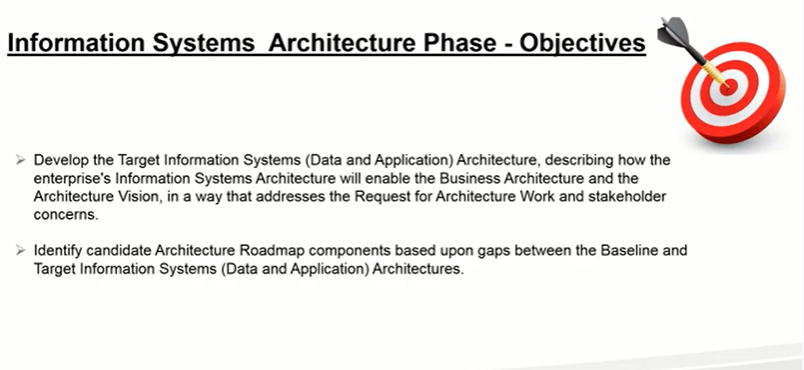 Information Systems  Architecture Phase - Objectives
➢ Develop the Target Information Systems (Data and Application) Architecture, describing how the
enterprise's Information Systems Architecture will enable the Business Architecture and the
Architecture Vision, in a way that addresses the Request for Architecture Work and stakeholder
concerns.
➢ Identify candidate Architecture Roadmap components based upon gaps between the Baseline and
Target Information Systems (Data and Application) Architectures.